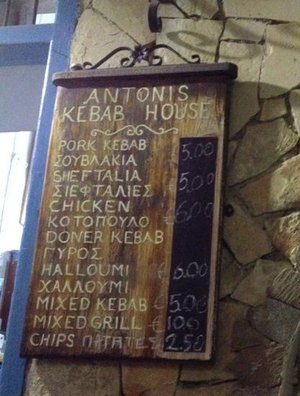 ANTONIS
KEBAB HOUSE
PORK KEBAB €5.00
ΣΟΥΒΛΑΚΙΑ
SHEFTALIA €5.00
ΣΙΕΦΤΑΛΙΕΣ
CHICKEN €6.00
ΚΟΤΟΠΟΥΛΟ
DONER KEBAB
ΓΥΡΟΣ
HALLOUMI €6.00
ΧΑΛΛΟΥΜΙ
MIXED KEBAB €5.00
MIXED GRILL €10
CHIPS ΠΑΤΑΤΕΣ 2.50